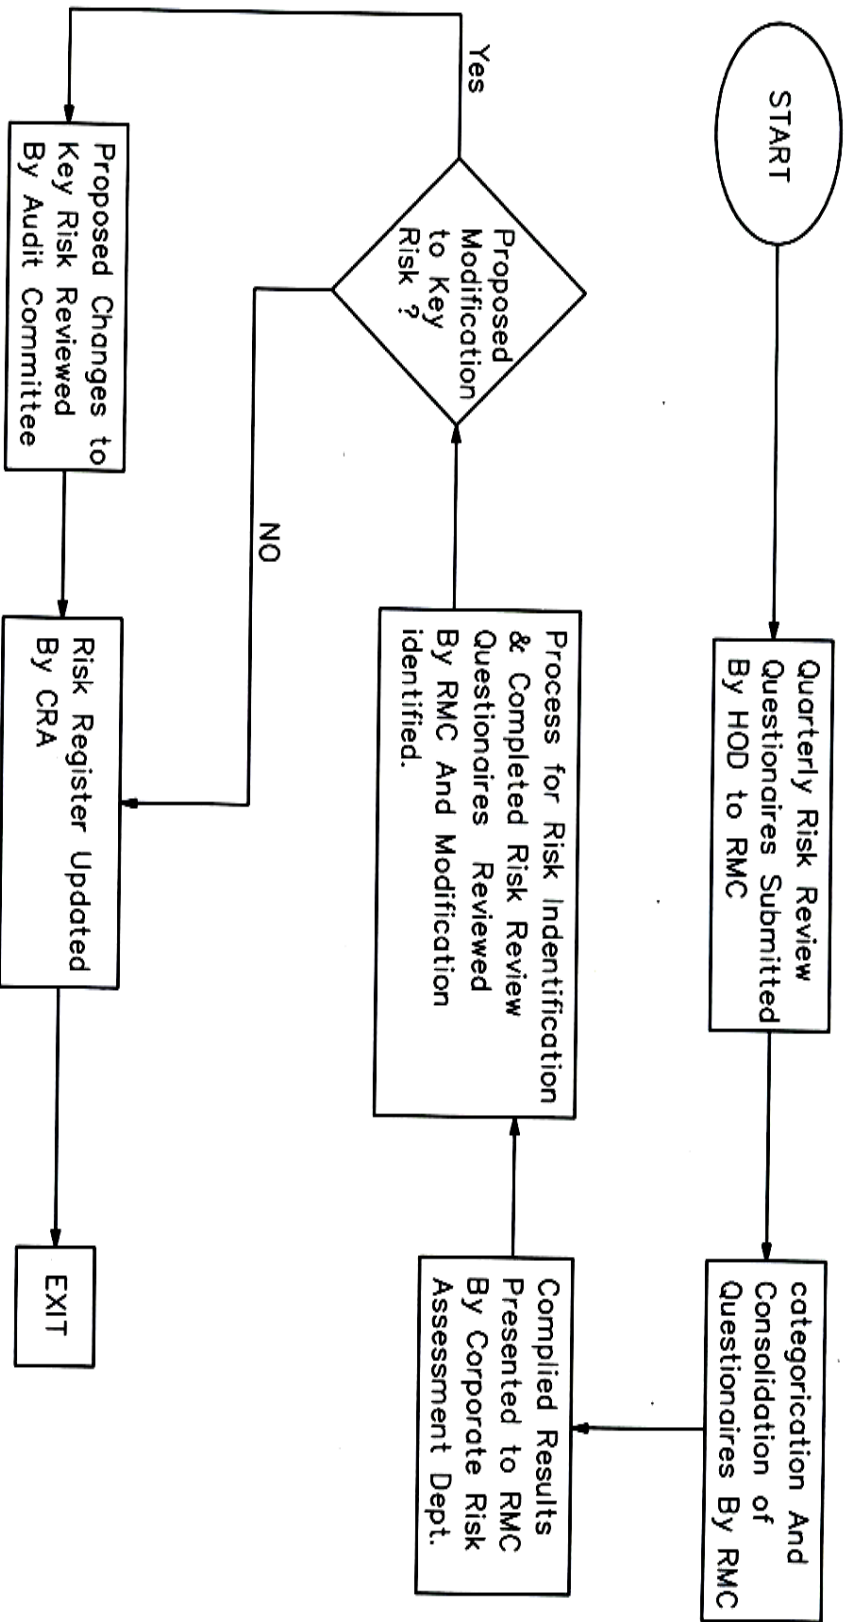 START
Quarterly Risk Review
Questionaires Submitted
By HOD to RMC
categorication And
Consolidation of
Questionaires By RMC
Complied Results
Presented to RMC
By Corporate Risk
Assessment Dept.
Process for Risk Indentification
& Completed Risk Review
Questionaires Reviewed
By RMC And Modification
identified.
Proposed
Modification
to Key
Risk ?
Yes
NO
Proposed Changes to
Key Risk Reviewed
By Audit Committee
Risk Register Updated
By CRA
EXIT